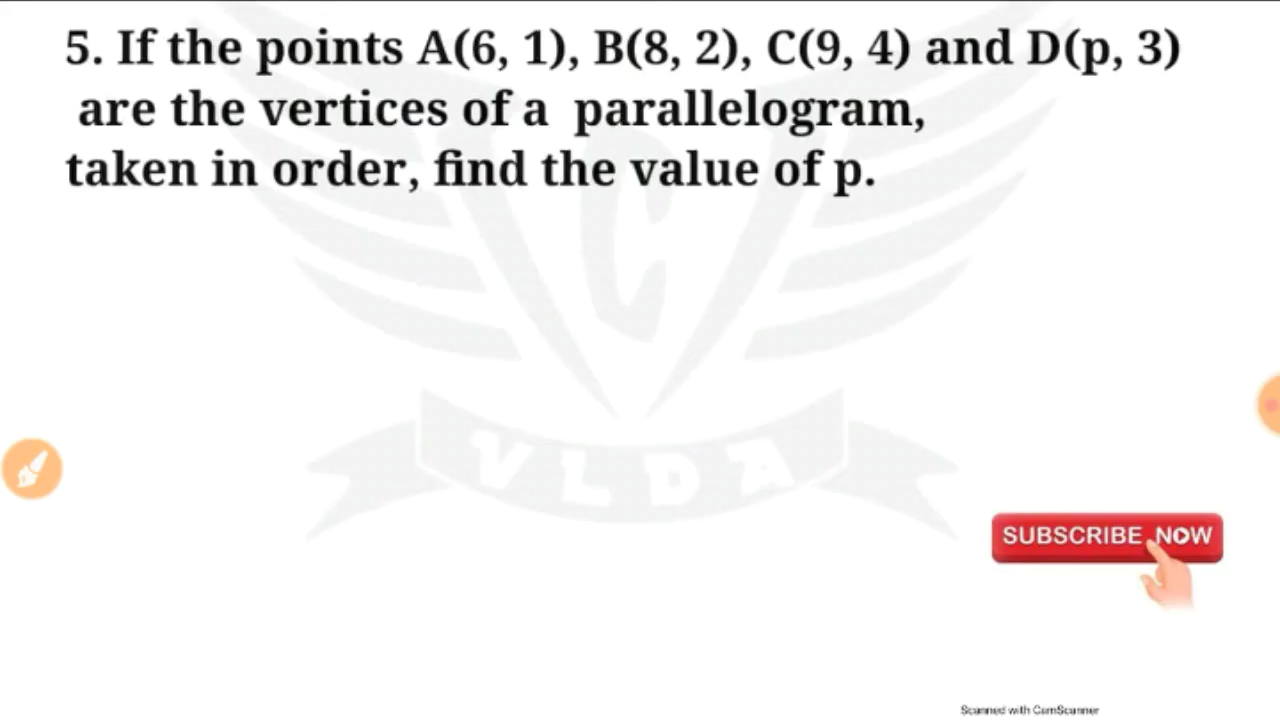 5. If the points A(6, 1), B(8, 2), C(9, 4) and D(p, 3)
are the vertices of a parallelogram,
taken in order, find the value of p.
C
VLDA
SUBSCRIBE NOW
Scanned with CamScanner